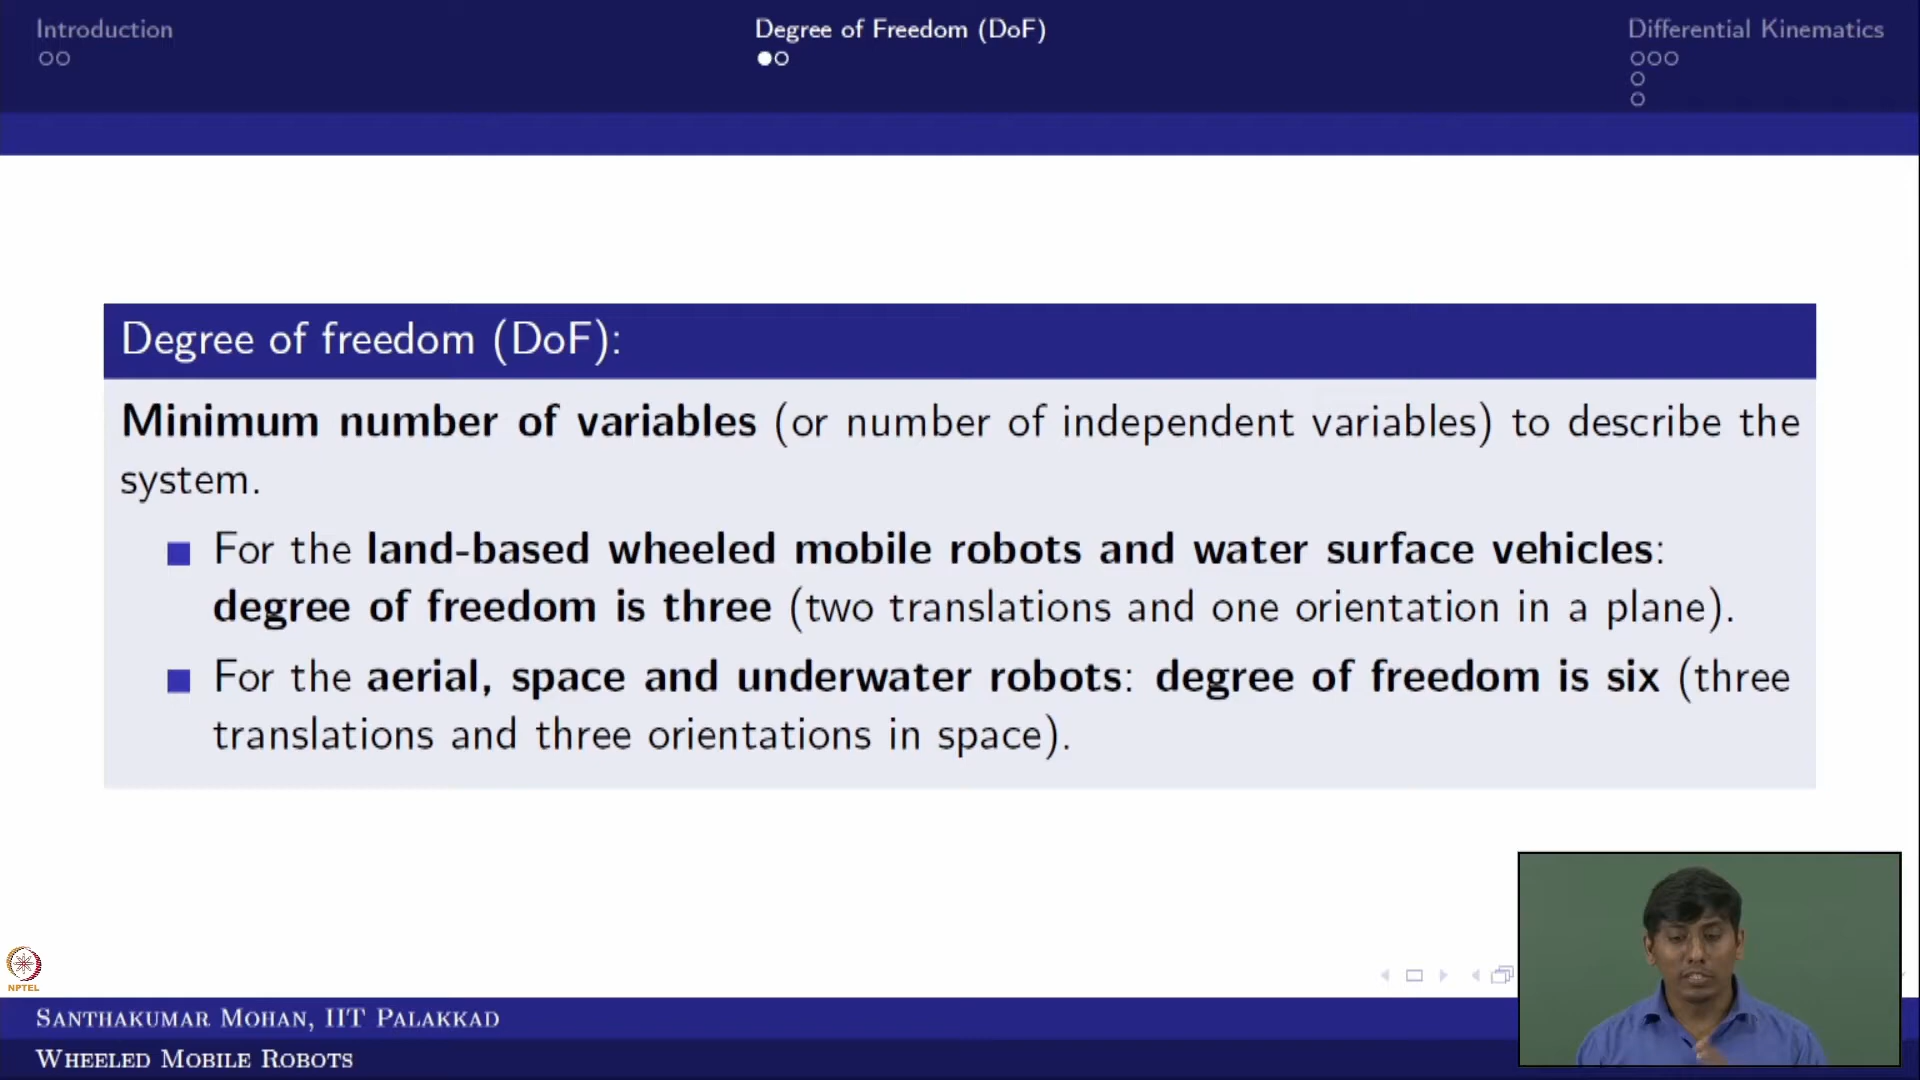 Introduction
Degree of Freedom (DoF)
Differential Kinematics
Degree of freedom (DoF):
Minimum number of variables (or number of independent variables) to describe the
system.
For the land-based wheeled mobile robots and water surface vehicles:
degree of freedom is three (two translations and one orientation in a plane).
For the aerial, space and underwater robots: degree of freedom is six (three
translations and three orientations in space).
NPTEL
Santhakumar Mohan, IIT Palakkad
Wheeled Mobile Robots